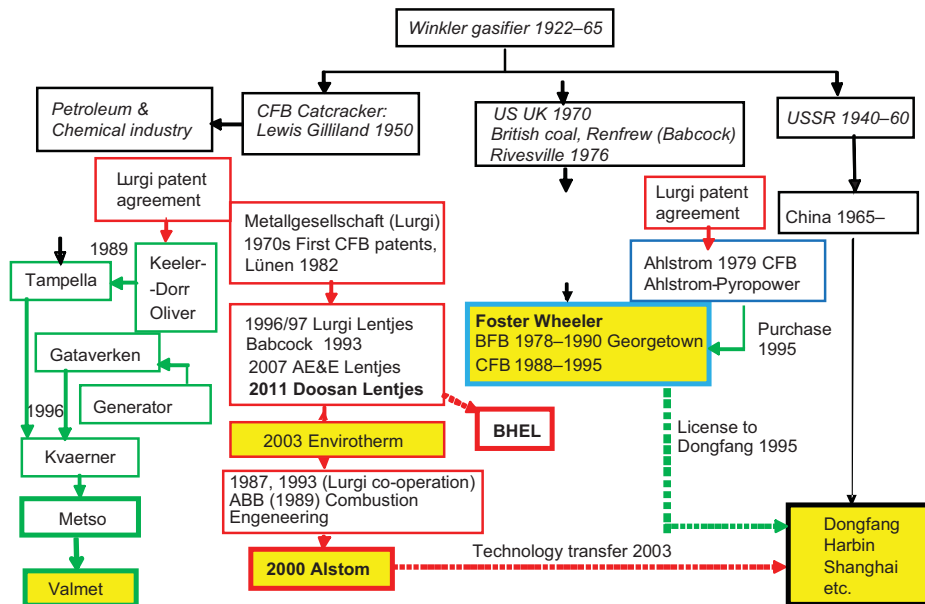 Winkler gasifier 1922–65
Petroleum &
Chemical industry
CFB Catcracker:
Lewis Gilliland 1950
US UK 1970
British coal, Renfrew (Babcock)
Rivesville 1976
USSR 1940–60
Lurgi patent
agreement
Metallgesellschaft (Lurgi)
1970s First CFB patents,
Lünen 1982
Lurgi patent
agreement
China 1965–
1989
Tampella
Keeler-
-Dorr
Oliver
Ahlstrom 1979 CFB
Ahlstrom-Pyropower
1996/97 Lurgi Lentjes
Babcock 1993
2007 AE&E Lentjes
2011 Doosan Lentjes
Foster Wheeler
BFB 1978–1990 Georgetown
CFB 1988–1995
Purchase
1995
Gataverken
Generator
1996
BHEL
License to
Dongfang 1995
2003 Envirotherm
Kvaerner
1987, 1993 (Lurgi co-operation)
ABB (1989) Combustion
Engeneering
Metso
Dongfang
Harbin
Shanghai
etc.
Technology transfer 2003
2000 Alstom
Valmet